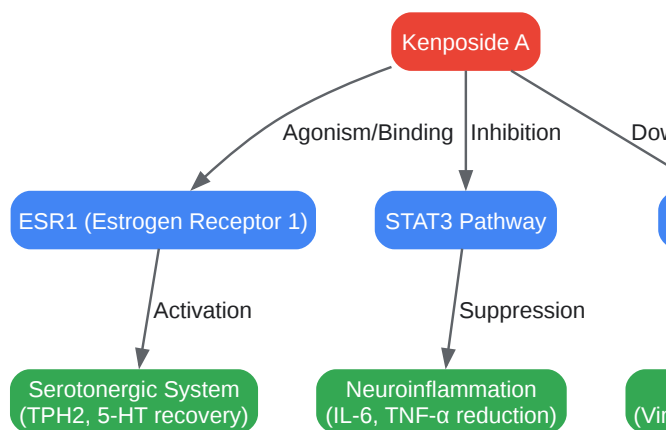 Kenposide A
Agonism/Binding
Inhibition
ESR1 (Estrogen Receptor 1)
STAT3 Pathway
Activation
Suppression
Serotonergic System
(TPH2, 5-HT recovery)
Neuroinflammation
(IL-6, TNF-α reduction)